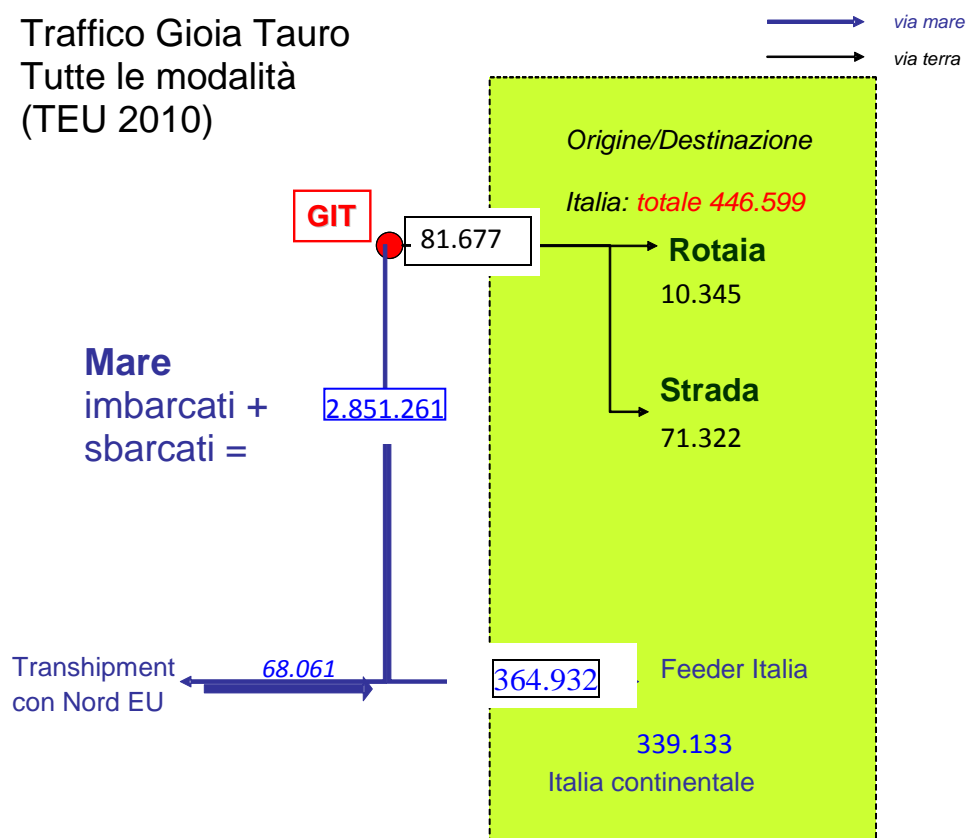 Traffico Gioia Tauro
Tutte le modalità
(TEU 2010)
via mare
via terra
Origine/Destinazione
Italia: totale 446.599
GIT
81.677
Rotaia
10.345
Mare
imbarcati +
sbarcati =
2.851.261
Strada
71.322
Transhipment
con Nord EU
68.061
364.932
Feeder Italia
339.133
Italia continentale